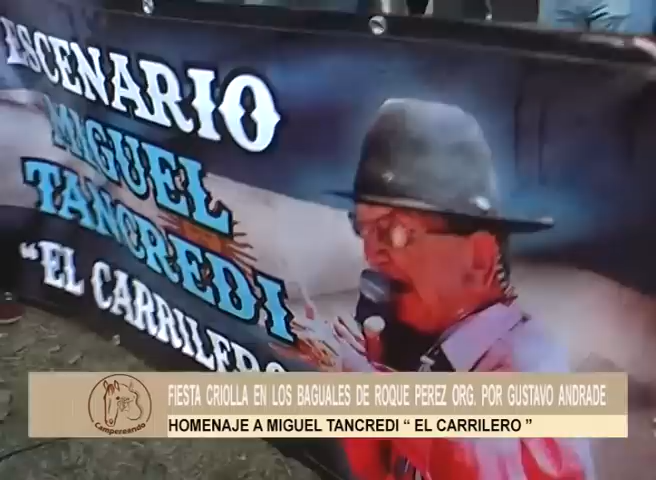 ESCENARIO
MIGUEL
TANCREDI
"EL CARRILERO
Campereando
FIESTA CRIOLLA EN LOS BAGUALES DE ROQUE PEREZ ORG. POR GUSTAVO ANDRADE
HOMENAJE A MIGUEL TANCREDI “ EL CARRILERO ”